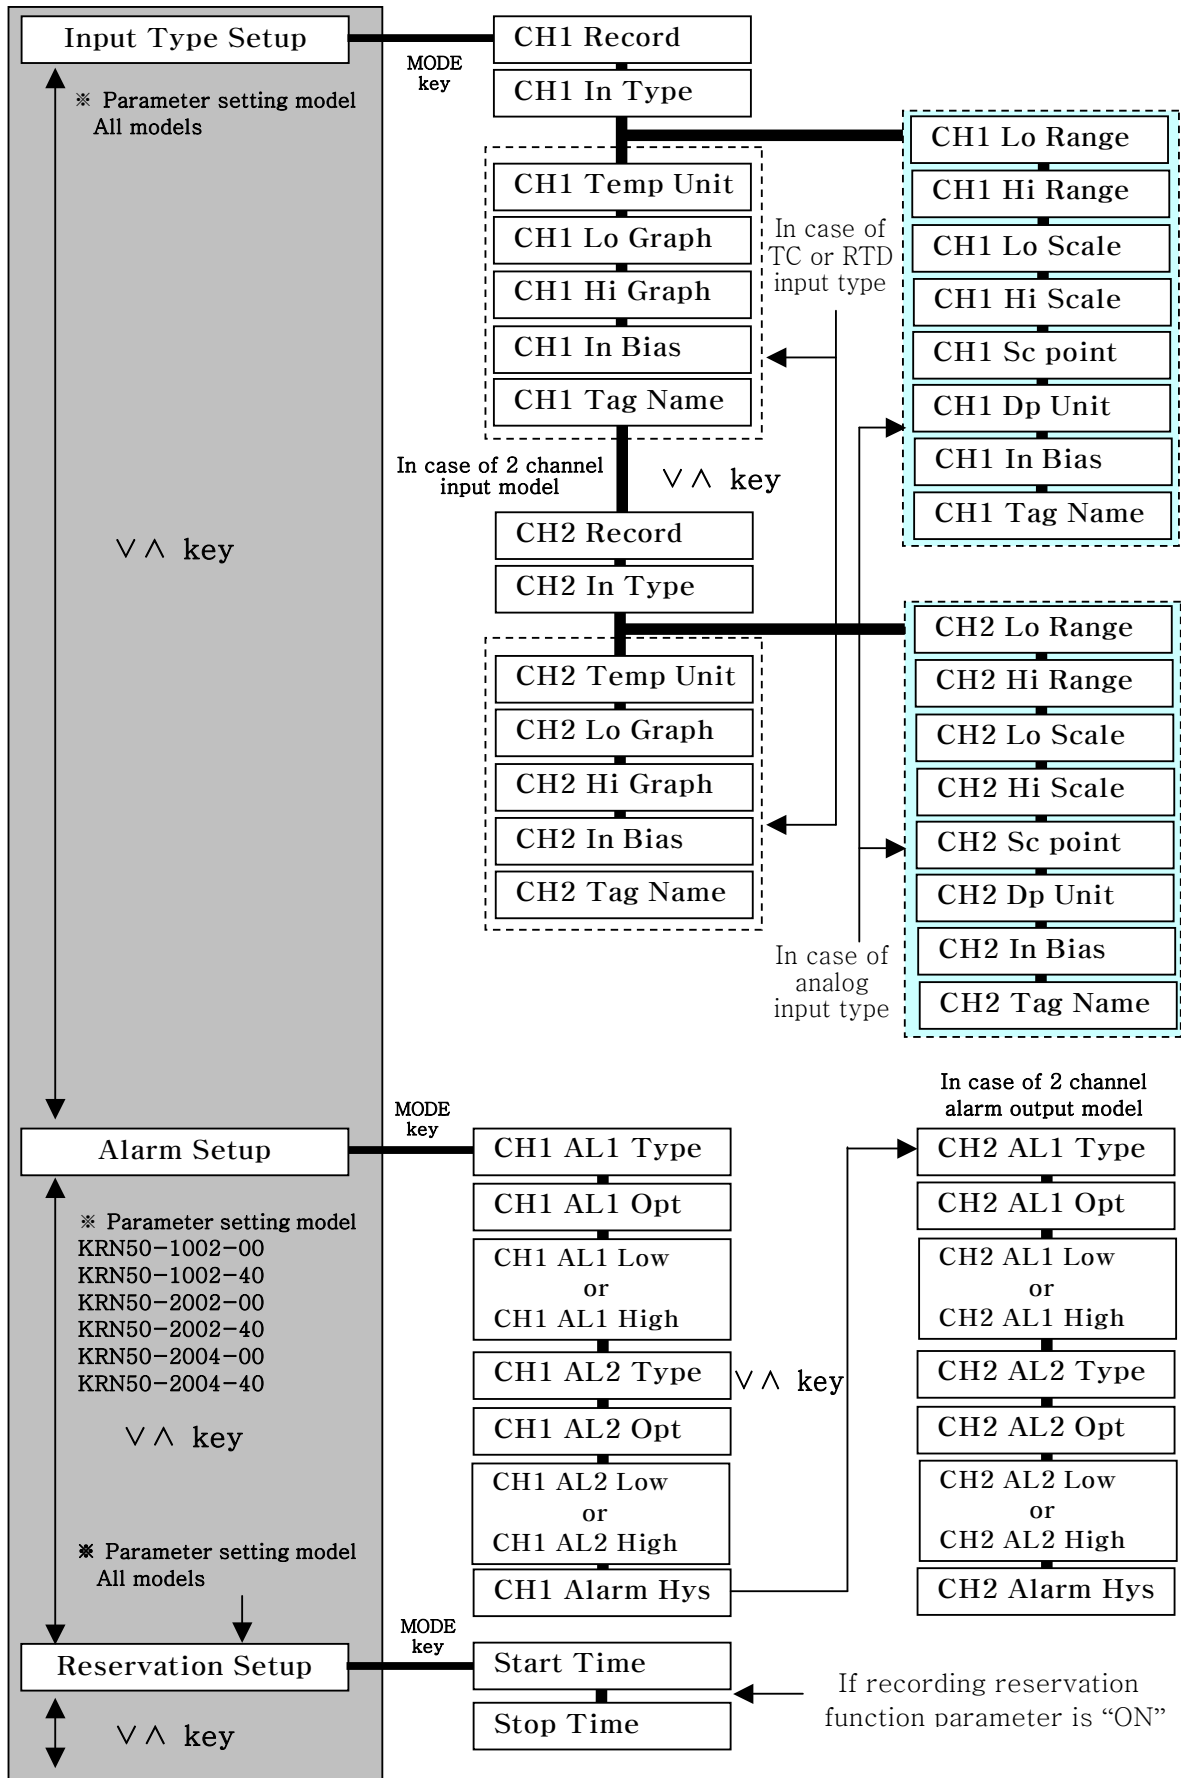 Input Type Setup
MODE
key
※ Parameter setting model
All models
∨∧ key
CH1 Record
CH1 In Type
CH1 Temp Unit
CH1 Lo Graph
CH1 Hi Graph
CH1 In Bias
CH1 Tag Name
In case of
TC or RTD
input type
CH1 Lo Range
CH1 Hi Range
CH1 Lo Scale
CH1 Hi Scale
CH1 Sc point
CH1 Dp Unit
CH1 In Bias
CH1 Tag Name
In case of 2 channel
input model
∨∧ key
CH2 Record
CH2 In Type
CH2 Temp Unit
CH2 Lo Graph
CH2 Hi Graph
CH2 In Bias
CH2 Tag Name
In case of
analog
input type
CH2 Lo Range
CH2 Hi Range
CH2 Lo Scale
CH2 Hi Scale
CH2 Sc point
CH2 Dp Unit
CH2 In Bias
CH2 Tag Name
Alarm Setup
MODE
key
※ Parameter setting model
KRN50-1002-00
KRN50-1002-40
KRN50-2002-00
KRN50-2002-40
KRN50-2004-00
KRN50-2004-40
∨∧ key
CH1 AL1 Type
CH1 AL1 Opt
CH1 AL1 Low
or
CH1 AL1 High
CH1 AL2 Type
CH1 AL2 Opt
CH1 AL2 Low
or
CH1 AL2 High
CH1 Alarm Hys
∨∧ key
In case of 2 channel
alarm output model
CH2 AL1 Type
CH2 AL1 Opt
CH2 AL1 Low
or
CH2 AL1 High
CH2 AL2 Type
CH2 AL2 Opt
CH2 AL2 Low
or
CH2 AL2 High
CH2 Alarm Hys
※ Parameter setting model
All models
Reservation Setup
MODE
key
∨∧ key
Start Time
Stop Time
If recording reservation
function parameter is “ON”